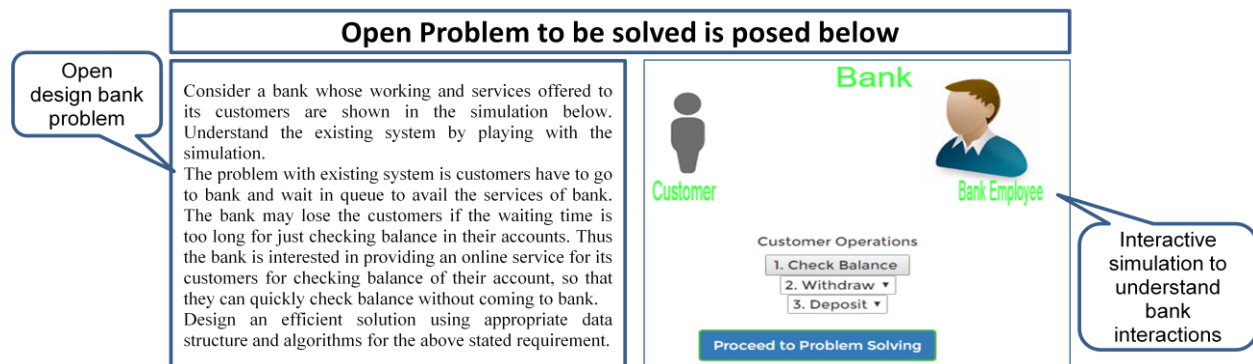 Open Problem to be solved is posed below
Open
design bank
problem
Consider a bank whose working and services offered to
its customers are shown in the simulation below.
Understand the existing system by playing with the
simulation.
The problem with existing system is customers have to go
to bank and wait in queue to avail the services of bank.
The bank may lose the customers if the waiting time is
too long for just checking balance in their accounts. Thus
the bank is interested in providing an online service for its
customers for checking balance of their account, so that
they can quickly check balance without coming to bank.
Design an efficient solution using appropriate data
structure and algorithms for the above stated requirement.
Bank
Customer
Bank Employee
Customer Operations
1. Check Balance
2. Withdraw ▾
3. Deposit ▾
Proceed to Problem Solving
Interactive
simulation to
understand
bank
interactions